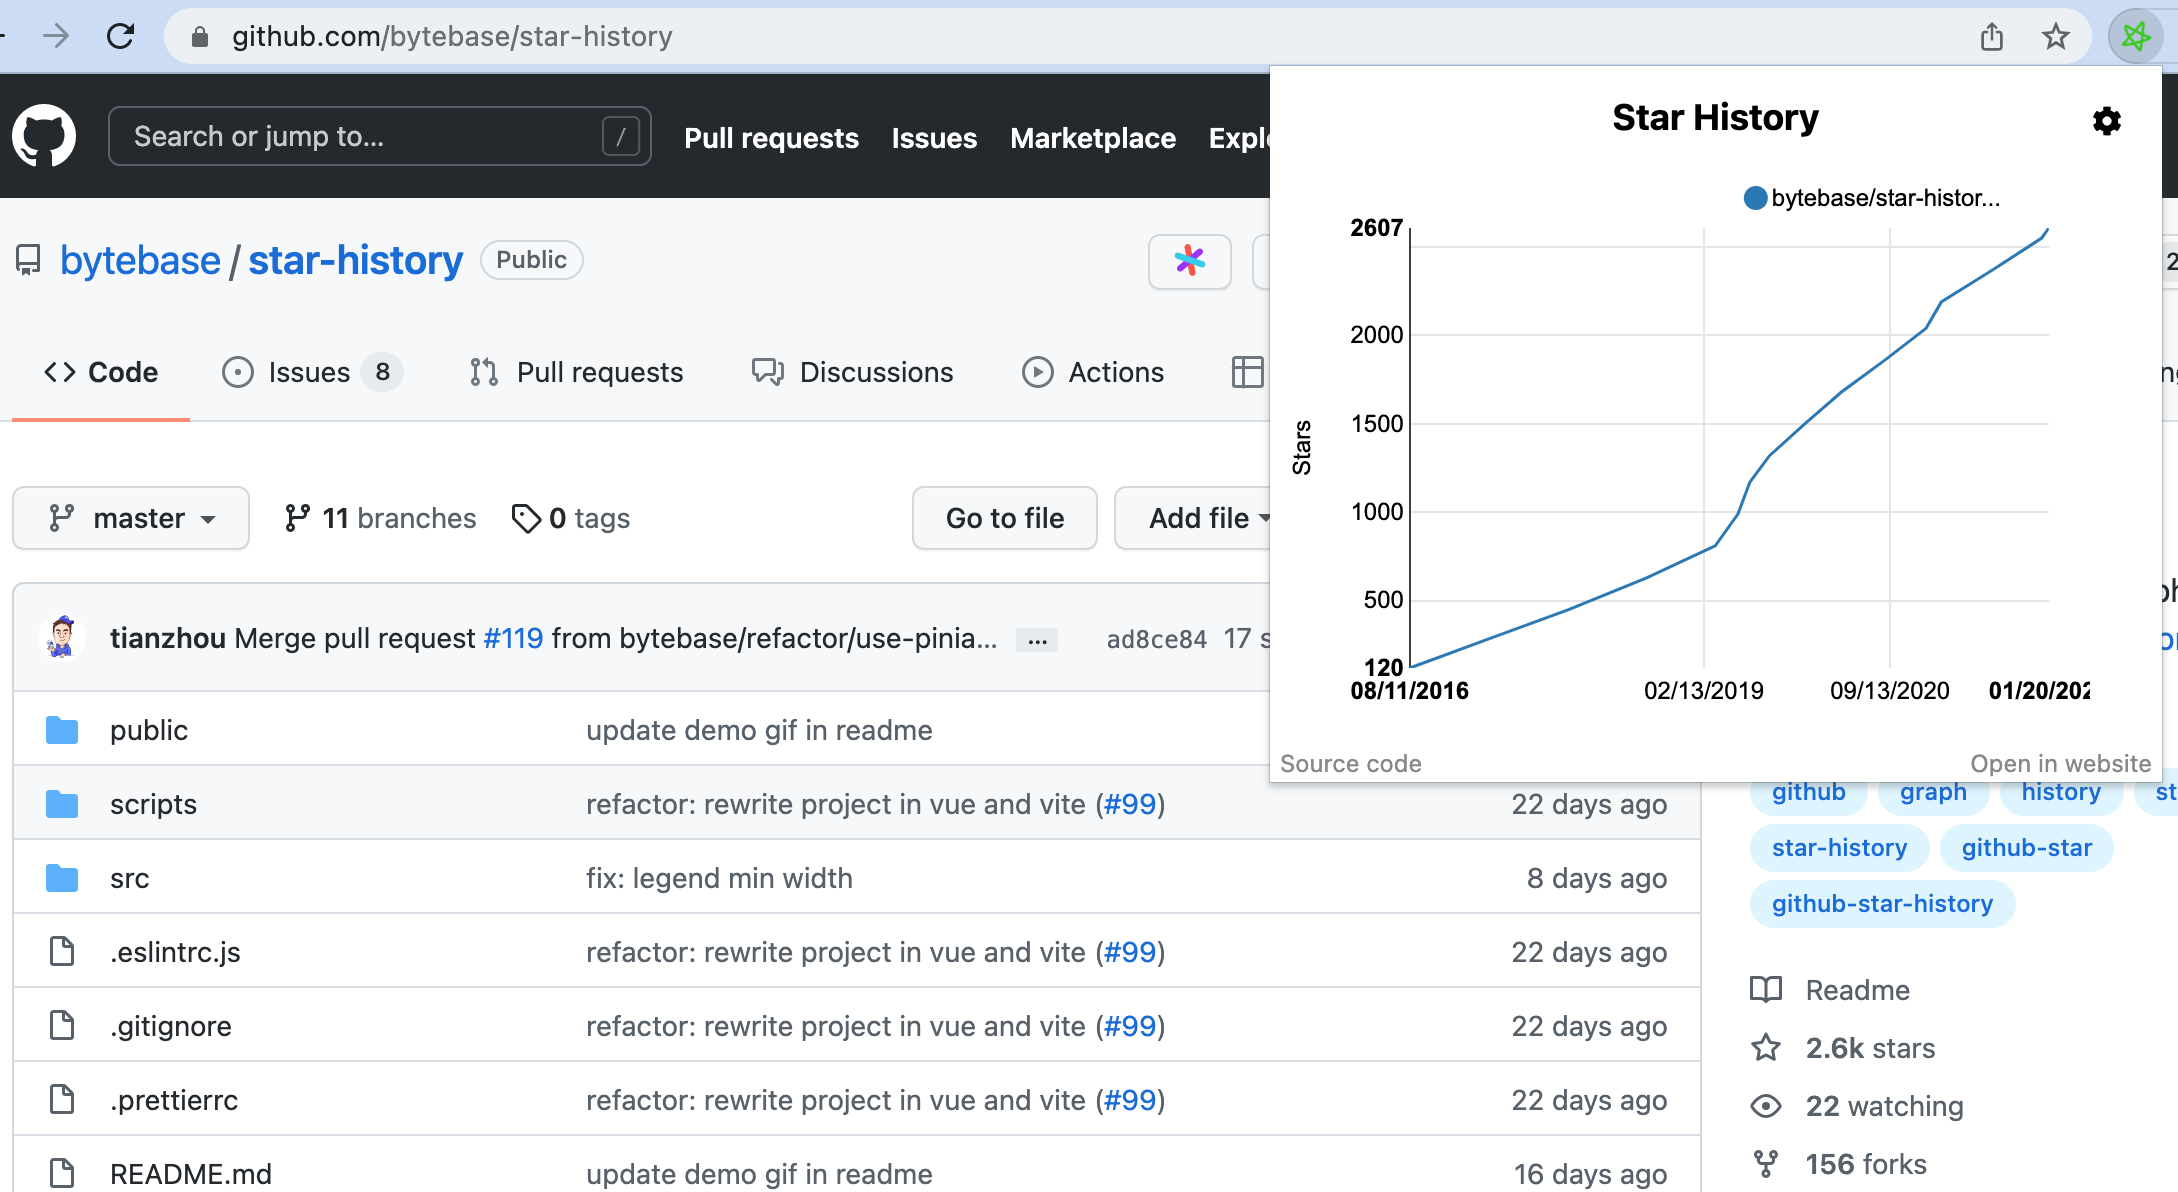 github.com/bytebase/star-history
Search or jump to... /
Pull requests Issues Marketplace
bytebase / star-history Public
Code Issues 8 Pull requests Discussions Actions
master 11 branches 0 tags Go to file Add file
tianzhou Merge pull request #119 from bytebase/refactor/use-pinia... ... ad8ce84 17
public update demo gif in readme
scripts refactor: rewrite project in vue and vite (#99) 22 days ago
src fix: legend min width 8 days ago
.eslintrc.js refactor: rewrite project in vue and vite (#99) 22 days ago
.gitignore refactor: rewrite project in vue and vite (#99) 22 days ago
.prettierrc refactor: rewrite project in vue and vite (#99) 22 days ago
README.md update demo gif in readme 16 days ago
Star History
bytebase/star-histor...
2607
2000
1500
1000
500
120
Stars
08/11/2016 02/13/2019 09/13/2020 01/20/202
Source code Open in website
github graph history
star-history github-star
github-star-history
Readme
2.6k stars
22 watching
156 forks